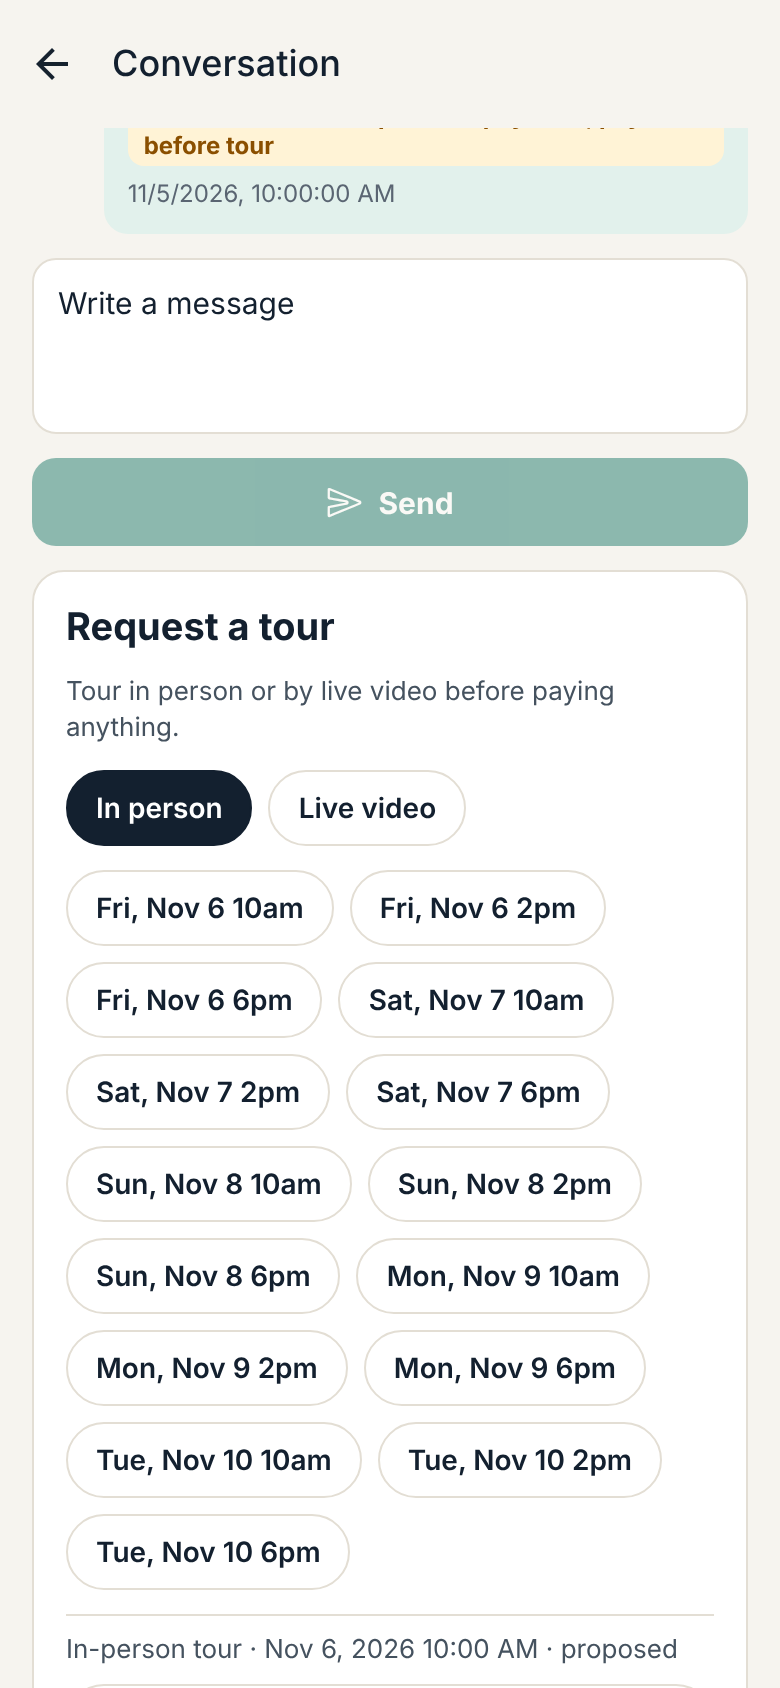 Conversation
before tour
11/5/2026, 10:00:00 AM
Write a message
Send
Request a tour
Tour in person or by live video before paying
anything.
In person
Live video
Fri, Nov 6 10am
Fri, Nov 6 2pm
Fri, Nov 6 6pm
Sat, Nov 7 10am
Sat, Nov 7 2pm
Sat, Nov 7 6pm
Sun, Nov 8 10am
Sun, Nov 8 2pm
Sun, Nov 8 6pm
Mon, Nov 9 10am
Mon, Nov 9 2pm
Mon, Nov 9 6pm
Tue, Nov 10 10am
Tue, Nov 10 2pm
Tue, Nov 10 6pm
In-person tour · Nov 6, 2026 10:00 AM · proposed